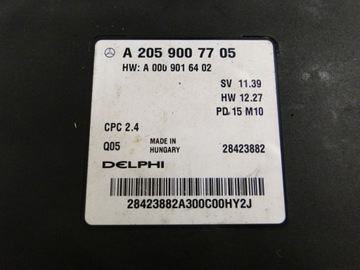 A 205 900 77 05
HW: A 000 901 64 02
SV 11.39
HW 12.27
PD 15 M10
CPC 2.4
Q05
MADE IN
HUNGARY
28423882
DELPHI
28423882A300C00HY2J